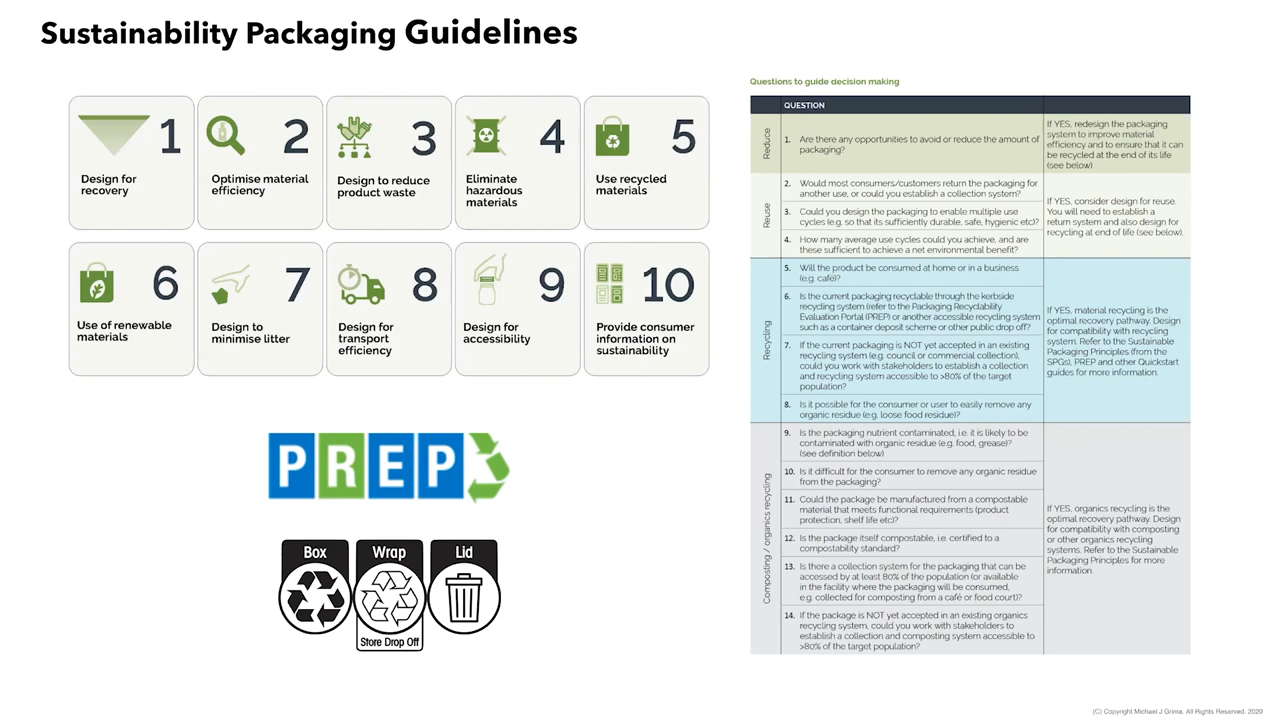 Sustainability Packaging Guidelines
1
Design for
recovery
2
Optimise material
efficiency
3
Design to reduce
product waste
4
Eliminate
hazardous
materials
5
Use recycled
materials
6
Use of renewable
materials
7
Design to
minimise litter
8
Design for
transport
efficiency
9
Design for
accessibility
10
Provide consumer
information on
sustainability
PREP
Box
Wrap
Lid
Store Drop Off
Questions to guide decision making
QUESTION
Reduce
1. Are there any opportunities to avoid or reduce the amount of
packaging?
If YES, redesign the packaging
system to improve material
efficiency and to ensure that it can
be recycled at the end of its life
(see below)
Reuse
2. Would most consumers/customers return the packaging for
another use, or could you establish a collection system?
3. Could you design the packaging to enable multiple use
cycles (e.g. so that its sufficiently durable, safe, hygienic etc)?
4. How many average use cycles could you achieve, and are
these sufficient to achieve a net environmental benefit?
If YES, consider design for reuse.
You will need to establish a
return system and also design for
recycling at end of life (see below).
Recycling
5. Will the product be consumed at home or in a business
(e.g. café)?
6. Is the current packaging recyclable through the kerbside
recycling system (refer to the Packaging Recyclability
Evaluation Portal (PREP) or another accessible recycling system
such as a container deposit scheme or other public drop off?
7. If the current packaging is NOT yet accepted in an existing
recycling system (e.g. council or commercial collection),
could you work with stakeholders to establish a collection
and recycling system accessible to >80% of the target
population?
8. Is it possible for the consumer or user to easily remove any
organic residue (e.g. loose food residue)?
If YES, material recycling is the
optimal recovery pathway. Design
for compatibility with recycling
system. Refer to the Sustainable
Packaging Principles (from the
SPGs), PREP and other Quickstart
guides for more information.
Composting / organics recycling
9. Is the packaging nutrient contaminated, i.e. it is likely to be
contaminated with organic residue (e.g. food, grease)?
(see definition below)
10. Is it difficult for the consumer to remove any organic residue
from the packaging?
11. Could the package be manufactured from a compostable
material that meets functional requirements (product
protection, shelf life etc)?
12. Is the package itself compostable, i.e. certified to a
compostability standard?
13. Is there a collection system for the packaging that can be
accessed by at least 80% of the population (or available
in the facility where the packaging will be consumed,
e.g. collected for composting from a café or food court)?
14. If the package is NOT yet accepted in an existing organics
recycling system, could you work with stakeholders to
establish a collection and composting system accessible to
>80% of the target population?
If YES, organics recycling is the
optimal recovery pathway. Design
for compatibility with composting
or other organics recycling
systems. Refer to the Sustainable
Packaging Principles for more
information.
(C) Copyright Michael J Grima. All Rights Reserved. 2020